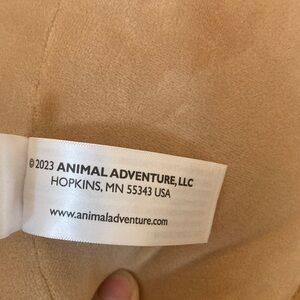 © 2023 ANIMAL ADVENTURE, LLC
HOPKINS, MN 55343 USA
www.animaladventure.com